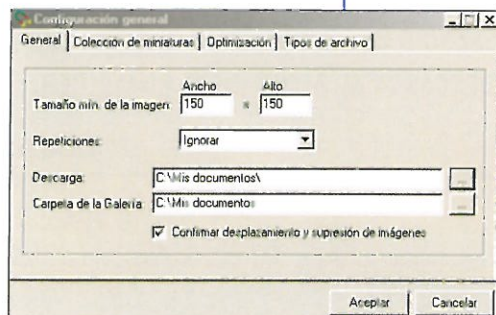 Configuración general
General Colección de miniaturas Optimización Tipos de archivo
Ancho Alto
Tamaño mín. de la imagen: 150 x 150
Repeticiones: Ignorar
Descarga: C:\Mis documentos\ ...
Carpeta de la Galería: C:\Mis documentos ...
Confirmar desplazamiento y supresión de imágenes
Aceptar Cancelar